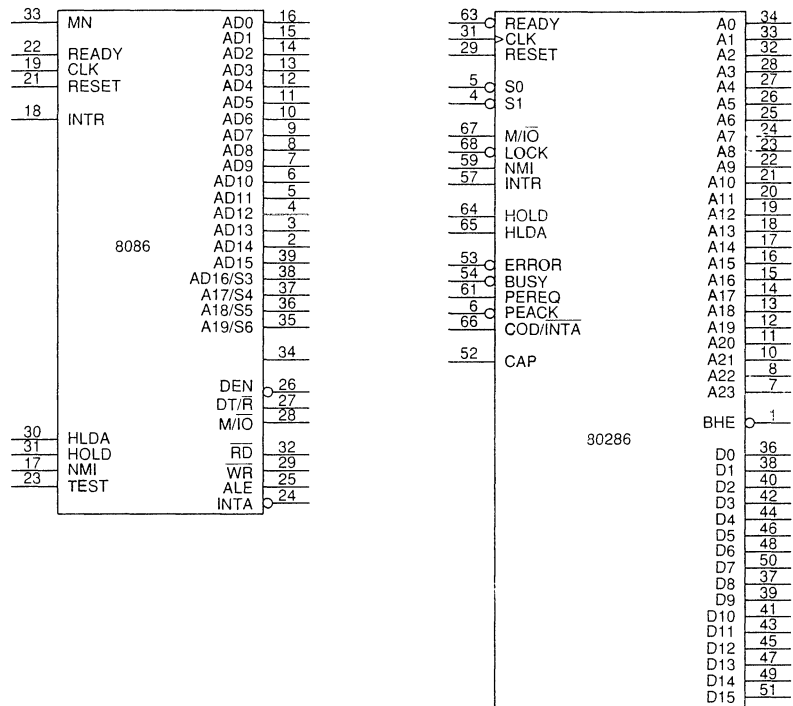 33 MN AD0 16
AD1 15
22 READY AD2 14
19 CLK AD3 13
21 RESET AD4 12
AD5 11
18 INTR AD6 10
AD7 9
AD8 8
AD9 7
AD10 6
AD11 5
AD12 4
AD13 3
8086 AD14 2
AD15 39
AD16/S3 38
A17/S4 37
A18/S5 36
A19/S6 35
34
DEN 26
DT/R̅ 27
M/I̅O̅ 28
30 HLDA
31 HOLD R̅D̅ 32
17 NMI W̅R̅ 29
23 TEST ALE 25
INTA 24
63 READY A0 34
31 CLK A1 33
29 RESET A2 32
A3 28
5 S0 A4 27
4 S1 A5 26
A6 25
67 M/I̅O̅ A7 24
68 LOCK A8 23
59 NMI A9 22
57 INTR A10 21
A11 20
64 HOLD A12 19
65 HLDA A13 18
A14 17
53 ERROR A15 16
54 BUSY A16 15
61 PEREQ A17 14
6 PEACK A18 13
66 COD/I̅N̅T̅A̅ A19 12
A20 11
52 CAP A21 10
A22 8
A23 7
BHE 1
80286
D0 36
D1 38
D2 40
D3 42
D4 44
D5 46
D6 48
D7 50
D8 37
D9 39
D10 41
D11 43
D12 45
D13 47
D14 49
D15 51